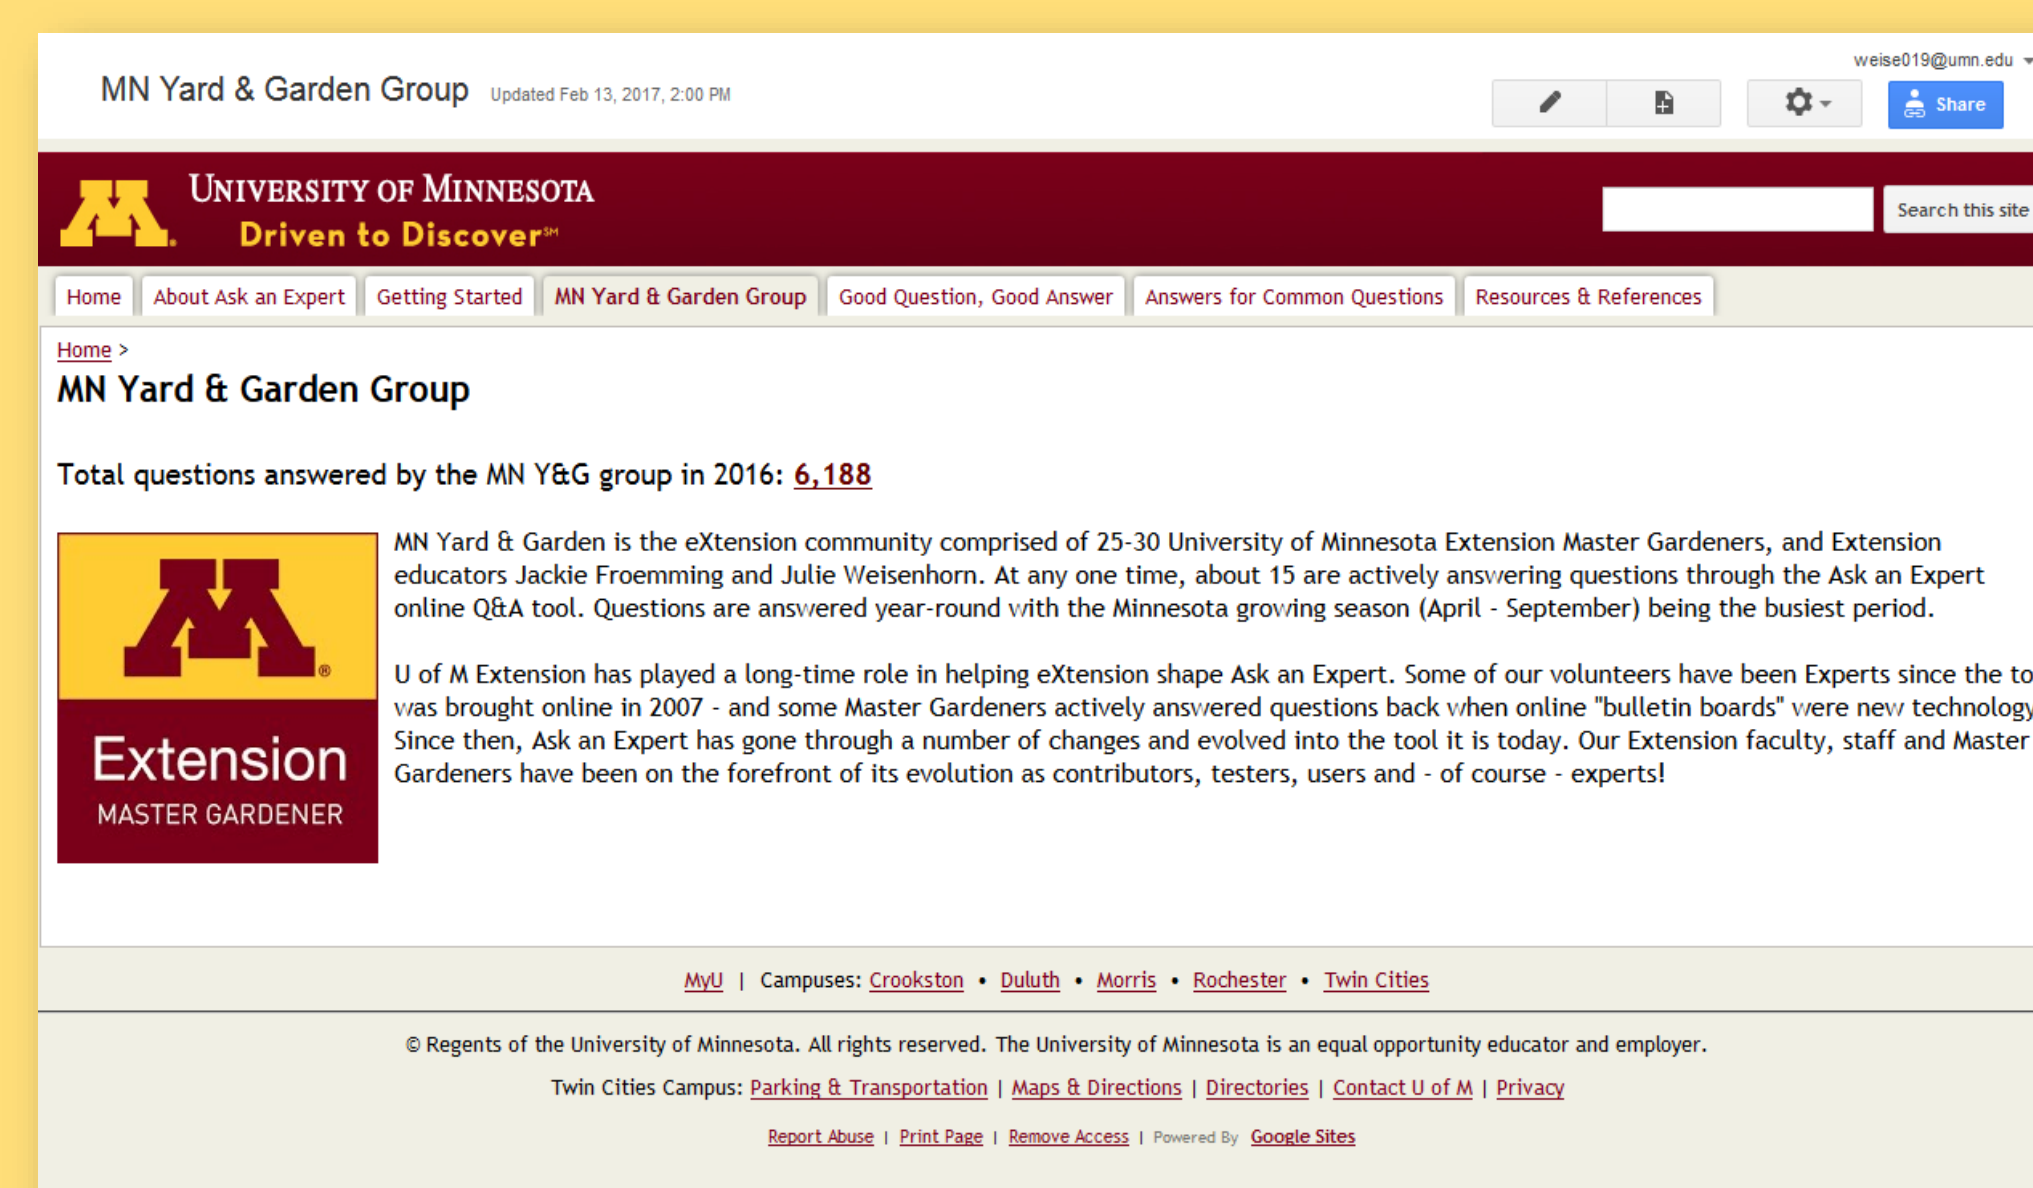 weise019@umn.edu
MN Yard & Garden Group Updated Feb 13, 2017, 2:00 PM
Share
UNIVERSITY OF MINNESOTA
Driven to Discover℠
Search this site
Home About Ask an Expert Getting Started MN Yard & Garden Group Good Question, Good Answer Answers for Common Questions Resources & References
Home >
MN Yard & Garden Group
Total questions answered by the MN Y&G group in 2016: 6,188
MN Yard & Garden is the eXtension community comprised of 25-30 University of Minnesota Extension Master Gardeners, and Extension
educators Jackie Froemming and Julie Weisenhorn. At any one time, about 15 are actively answering questions through the Ask an Expert
online Q&A tool. Questions are answered year-round with the Minnesota growing season (April - September) being the busiest period.
U of M Extension has played a long-time role in helping eXtension shape Ask an Expert. Some of our volunteers have been Experts since the
was brought online in 2007 - and some Master Gardeners actively answered questions back when online "bulletin boards" were new technology
Since then, Ask an Expert has gone through a number of changes and evolved into the tool it is today. Our Extension faculty, staff and Master
Gardeners have been on the forefront of its evolution as contributors, testers, users and - of course - experts!
M®
Extension
MASTER GARDENER
MyU | Campuses: Crookston • Duluth • Morris • Rochester • Twin Cities
© Regents of the University of Minnesota. All rights reserved. The University of Minnesota is an equal opportunity educator and employer.
Twin Cities Campus: Parking & Transportation | Maps & Directions | Directories | Contact U of M | Privacy
Report Abuse | Print Page | Remove Access | Powered By Google Sites